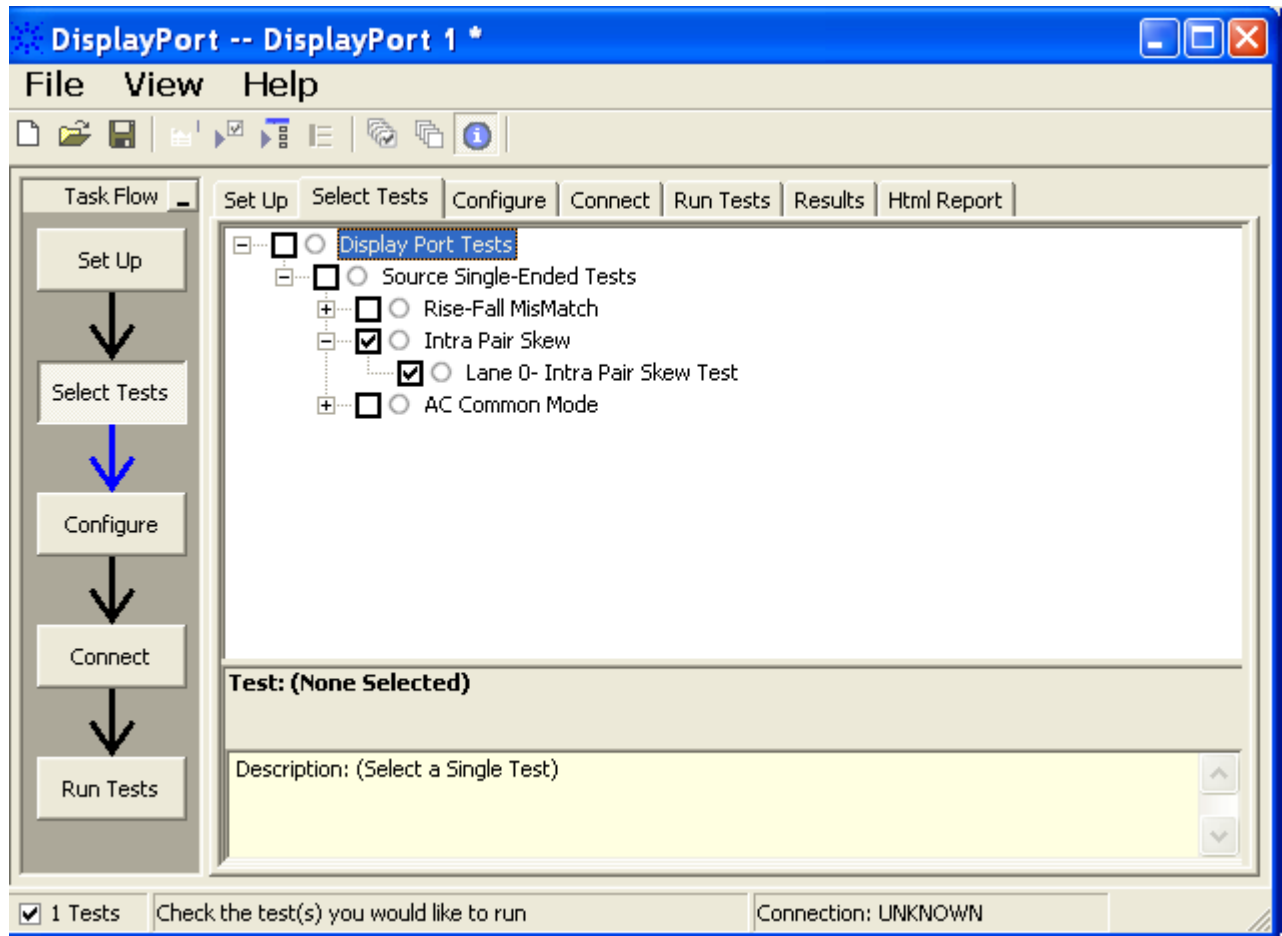 DisplayPort -- DisplayPort 1 *
File View Help
Task Flow
Set Up
Select Tests
Configure
Connect
Run Tests
Set Up Select Tests Configure Connect Run Tests Results Html Report
Display Port Tests
Source Single-Ended Tests
Rise-Fall MisMatch
Intra Pair Skew
Lane 0- Intra Pair Skew Test
AC Common Mode
Test: (None Selected)
Description: (Select a Single Test)
1 Tests Check the test(s) you would like to run Connection: UNKNOWN